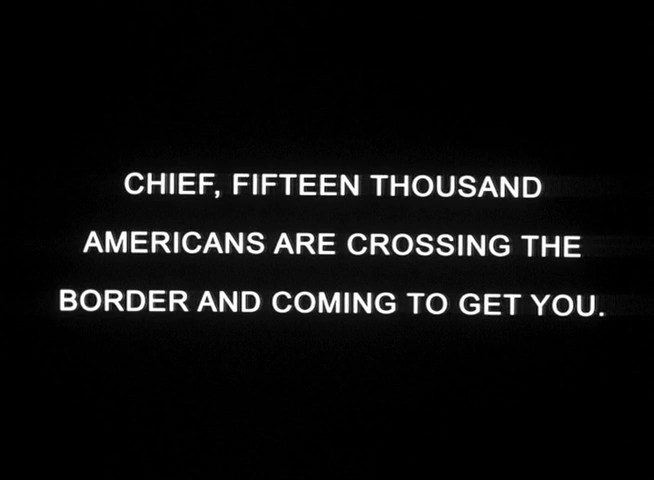 CHIEF, FIFTEEN THOUSAND
AMERICANS ARE CROSSING THE
BORDER AND COMING TO GET YOU.